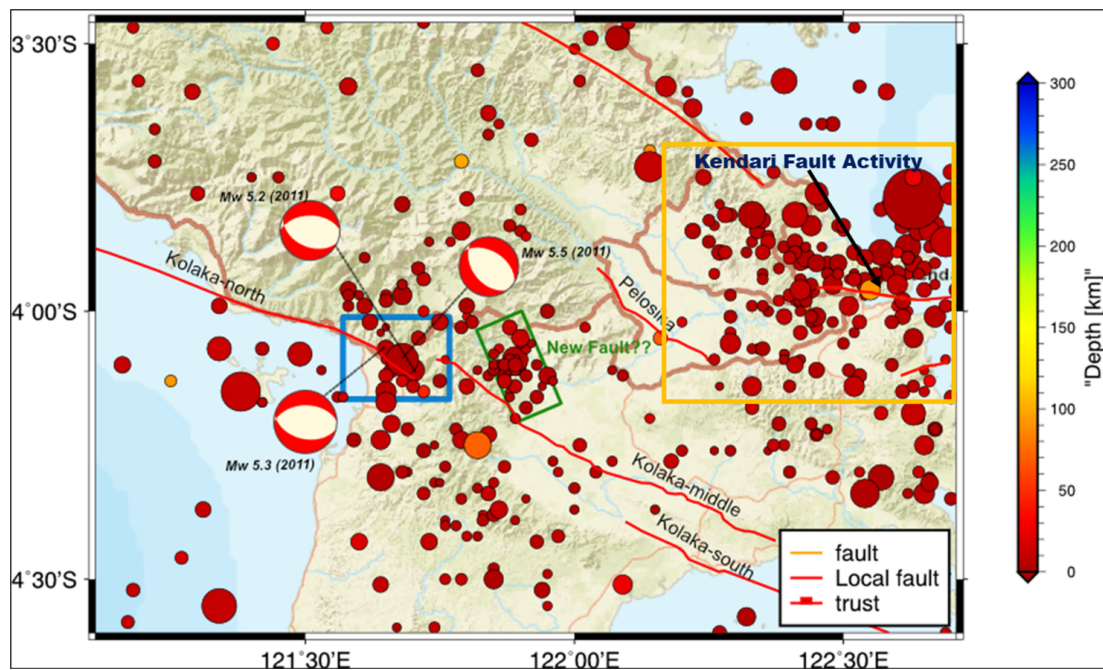 3°30'S
4°00'S
4°30'S
121°30'E
122°00'E
122°30'E
Kendari Fault Activity
Mw 5.2 (2011)
Mw 5.5 (2011)
Kolaka-north
Pelosika
New Fault??
nd
Mw 5.3 (2011)
Kolaka-middle
Kolaka-south
fault
Local fault
trust
300
250
200
150
100
50
0
"Depth [km]"